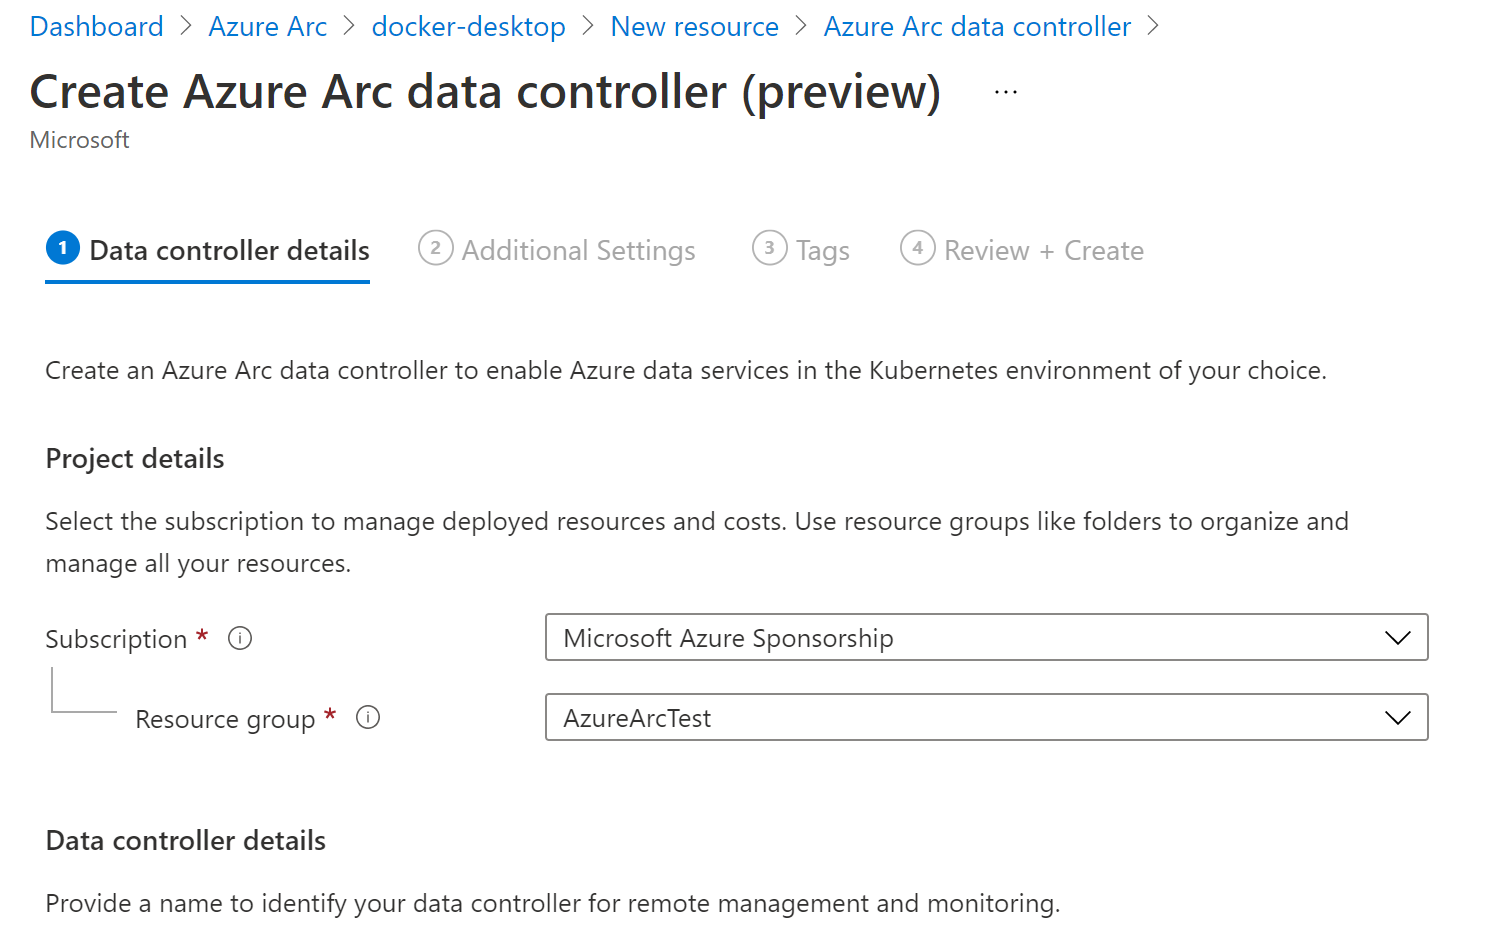 Dashboard > Azure Arc > docker-desktop > New resource > Azure Arc data controller >
Create Azure Arc data controller (preview) ...
Microsoft
1 Data controller details 2 Additional Settings 3 Tags 4 Review + Create
Create an Azure Arc data controller to enable Azure data services in the Kubernetes environment of your choice.
Project details
Select the subscription to manage deployed resources and costs. Use resource groups like folders to organize and
manage all your resources.
Subscription * Microsoft Azure Sponsorship
Resource group * AzureArcTest
Data controller details
Provide a name to identify your data controller for remote management and monitoring.